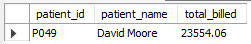 patient_id patient_name total_billed
P049 David Moore 23554.06